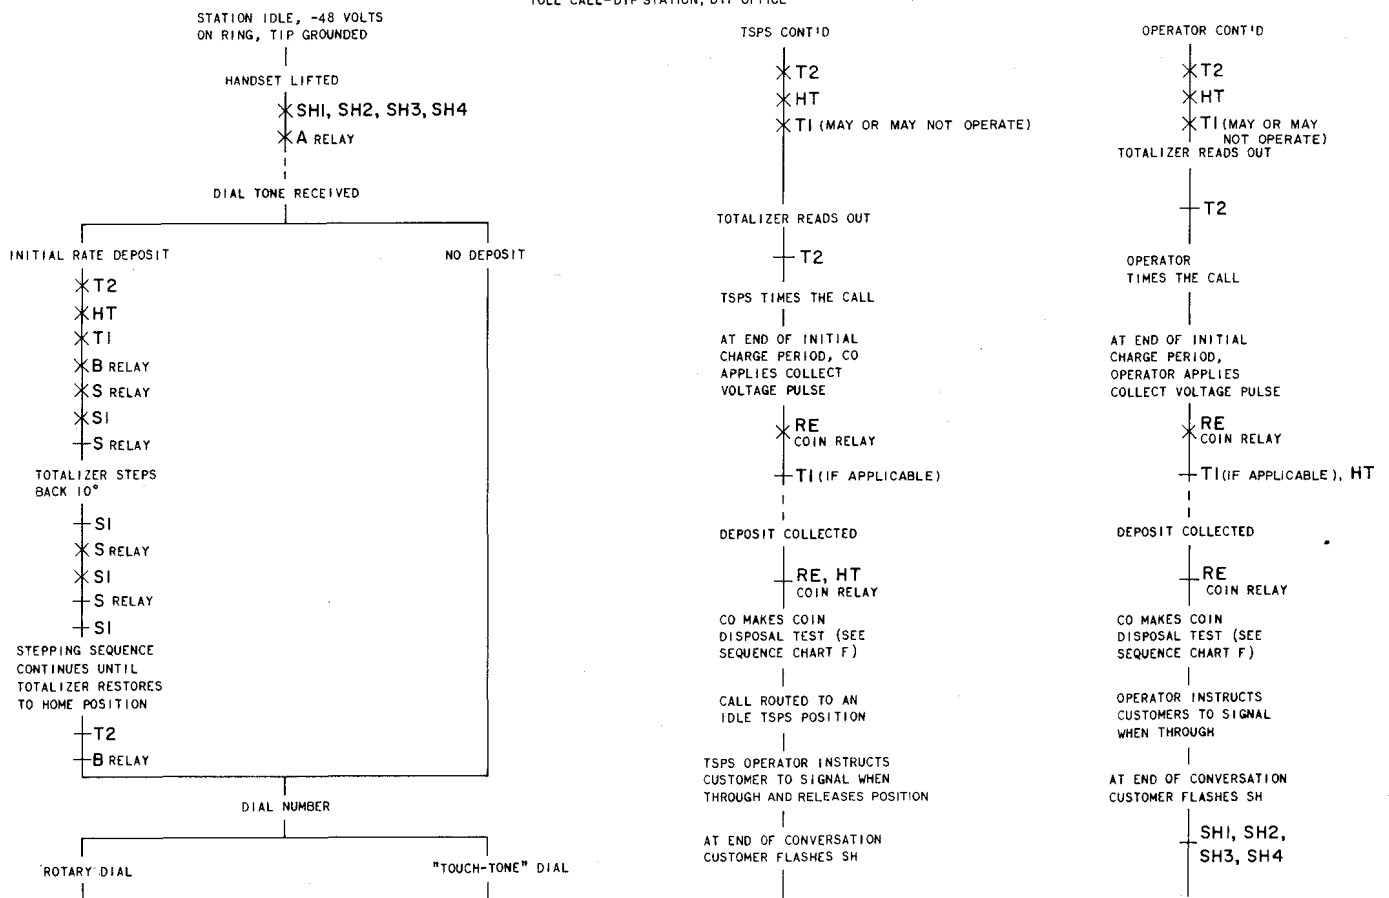 TOLL CALL-DTF STATION, DTF OFFICE
STATION IDLE, -48 VOLTS
ON RING, TIP GROUNDED
HANDSET LIFTED
SH1, SH2, SH3, SH4
A RELAY
DIAL TONE RECEIVED
INITIAL RATE DEPOSIT
NO DEPOSIT
T2
HT
T1
B RELAY
S RELAY
S1
S RELAY
TOTALIZER STEPS
BACK 10°
S1
S RELAY
S1
S RELAY
S1
STEPPING SEQUENCE
CONTINUES UNTIL
TOTALIZER RESTORES
TO HOME POSITION
T2
B RELAY
DIAL NUMBER
ROTARY DIAL
"TOUCH-TONE" DIAL
TSPS CONT'D
T2
HT
T1 (MAY OR MAY NOT OPERATE)
TOTALIZER READS OUT
T2
TSPS TIMES THE CALL
AT END OF INITIAL
CHARGE PERIOD, CO
APPLIES COLLECT
VOLTAGE PULSE
RE
COIN RELAY
T1 (IF APPLICABLE)
DEPOSIT COLLECTED
RE, HT
COIN RELAY
CO MAKES COIN
DISPOSAL TEST (SEE
SEQUENCE CHART F)
CALL ROUTED TO AN
IDLE TSPS POSITION
TSPS OPERATOR INSTRUCTS
CUSTOMER TO SIGNAL WHEN
THROUGH AND RELEASES POSITION
AT END OF CONVERSATION
CUSTOMER FLASHES SH
OPERATOR CONT'D
T2
HT
T1 (MAY OR MAY
NOT OPERATE)
TOTALIZER READS OUT
T2
OPERATOR
TIMES THE CALL
AT END OF INITIAL
CHARGE PERIOD,
OPERATOR APPLIES
COLLECT VOLTAGE PULSE
RE
COIN RELAY
T1 (IF APPLICABLE), HT
DEPOSIT COLLECTED
RE
COIN RELAY
CO MAKES COIN
DISPOSAL TEST (SEE
SEQUENCE CHART F)
OPERATOR INSTRUCTS
CUSTOMERS TO SIGNAL
WHEN THROUGH
AT END OF CONVERSATION
CUSTOMER FLASHES SH
SH1, SH2,
SH3, SH4